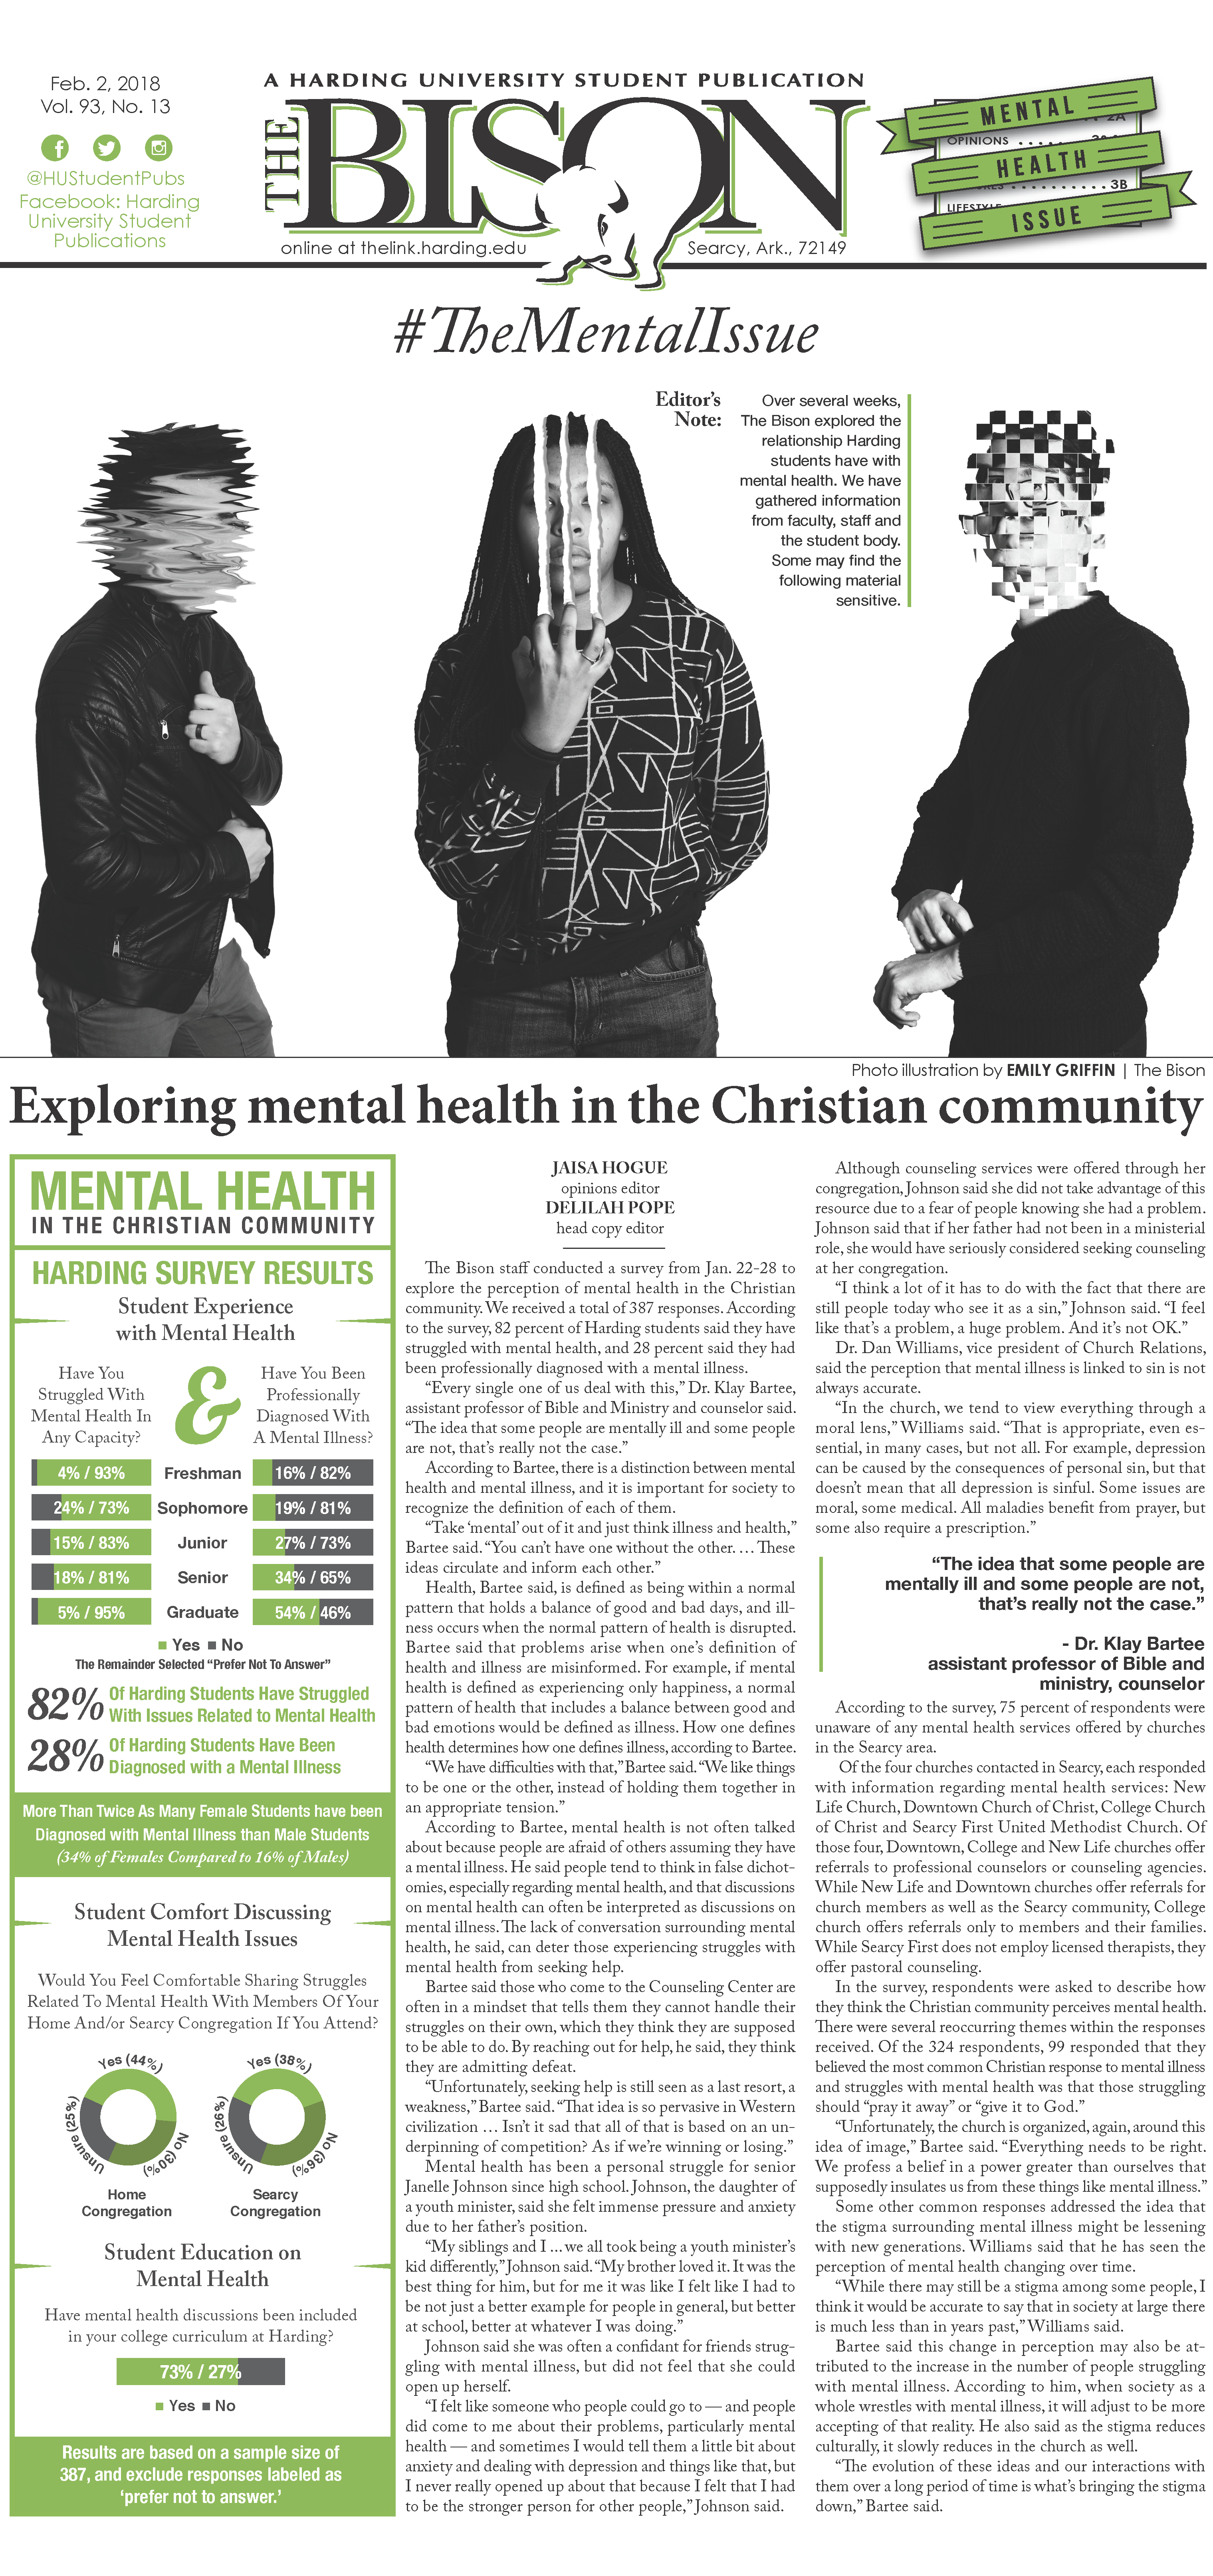 Feb. 2, 2018
Vol. 93, No. 13
@HUStudentPubs
Facebook: Harding
University Student
Publications
A HARDING UNIVERSITY STUDENT PUBLICATION
THE BISON
online at thelink.harding.edu
Searcy, Ark., 72149
2A
OPINIONS
3B
MENTAL
HEALTH
ISSUE
#TheMentalIssue
Editor's
Note:
Over several weeks,
The Bison explored the
relationship Harding
students have with
mental health. We have
gathered information
from faculty, staff and
the student body.
Some may find the
following material
sensitive.
Photo illustration by EMILY GRIFFIN | The Bison
Exploring mental health in the Christian community
MENTAL HEALTH
IN THE CHRISTIAN COMMUNITY
HARDING SURVEY RESULTS
Student Experience
with Mental Health
Have You
Struggled With
Mental Health In
Any Capacity?
&
Have You Been
Professionally
Diagnosed With
A Mental Illness?
4% / 93% Freshman 16% / 82%
24% / 73% Sophomore 19% / 81%
15% / 83% Junior 27% / 73%
18% / 81% Senior 34% / 65%
5% / 95% Graduate 54% / 46%
Yes No
The Remainder Selected "Prefer Not To Answer"
82% Of Harding Students Have Struggled
With Issues Related to Mental Health
28% Of Harding Students Have Been
Diagnosed with a Mental Illness
More Than Twice As Many Female Students have been
Diagnosed with Mental Illness than Male Students
(34% of Females Compared to 16% of Males)
Student Comfort Discussing
Mental Health Issues
Would You Feel Comfortable Sharing Struggles
Related To Mental Health With Members Of Your
Home And/or Searcy Congregation If You Attend?
Yes (44%)
Unsure (25%)
No (30%)
Home
Congregation
Yes (38%)
Unsure (26%)
No (36%)
Searcy
Congregation
Student Education on
Mental Health
Have mental health discussions been included
in your college curriculum at Harding?
73% / 27%
Yes No
Results are based on a sample size of
387, and exclude responses labeled as
'prefer not to answer.'
JAISA HOGUE
opinions editor
DELILAH POPE
head copy editor
The Bison staff conducted a survey from Jan. 22-28 to
explore the perception of mental health in the Christian
community. We received a total of 387 responses. According
to the survey, 82 percent of Harding students said they have
struggled with mental health, and 28 percent said they had
been professionally diagnosed with a mental illness.
"Every single one of us deal with this," Dr. Klay Bartee,
assistant professor of Bible and Ministry and counselor said.
"The idea that some people are mentally ill and some people
are not, that's really not the case."
According to Bartee, there is a distinction between mental
health and mental illness, and it is important for society to
recognize the definition of each of them.
"Take 'mental' out of it and just think illness and health,"
Bartee said. "You can't have one without the other. … These
ideas circulate and inform each other."
Health, Bartee said, is defined as being within a normal
pattern that holds a balance of good and bad days, and ill-
ness occurs when the normal pattern of health is disrupted.
Bartee said that problems arise when one's definition of
health and illness are misinformed. For example, if mental
health is defined as experiencing only happiness, a normal
pattern of health that includes a balance between good and
bad emotions would be defined as illness. How one defines
health determines how one defines illness, according to Bartee.
"We have difficulties with that," Bartee said. "We like things
to be one or the other, instead of holding them together in
an appropriate tension."
According to Bartee, mental health is not often talked
about because people are afraid of others assuming they have
a mental illness. He said people tend to think in false dichot-
omies, especially regarding mental health, and that discussions
on mental health can often be interpreted as discussions on
mental illness. The lack of conversation surrounding mental
health, he said, can deter those experiencing struggles with
mental health from seeking help.
Bartee said those who come to the Counseling Center are
often in a mindset that tells them they cannot handle their
struggles on their own, which they think they are supposed
to be able to do. By reaching out for help, he said, they think
they are admitting defeat.
"Unfortunately, seeking help is still seen as a last resort, a
weakness," Bartee said. "That idea is so pervasive in Western
civilization … Isn't it sad that all of that is based on an un-
derpinning of competition? As if we're winning or losing."
Mental health has been a personal struggle for senior
Janelle Johnson since high school. Johnson, the daughter of
a youth minister, said she felt immense pressure and anxiety
due to her father's position.
"My siblings and I ... we all took being a youth minister's
kid differently," Johnson said. "My brother loved it. It was the
best thing for him, but for me it was like I felt like I had to
be not just a better example for people in general, but better
at school, better at whatever I was doing."
Johnson said she was often a confidant for friends strug-
gling with mental illness, but did not feel that she could
open up herself.
"I felt like someone who people could go to — and people
did come to me about their problems, particularly mental
health — and sometimes I would tell them a little bit about
anxiety and dealing with depression and things like that, but
I never really opened up about that because I felt that I had
to be the stronger person for other people," Johnson said.
Although counseling services were offered through her
congregation, Johnson said she did not take advantage of this
resource due to a fear of people knowing she had a problem.
Johnson said that if her father had not been in a ministerial
role, she would have seriously considered seeking counseling
at her congregation.
"I think a lot of it has to do with the fact that there are
still people today who see it as a sin," Johnson said. "I feel
like that's a problem, a huge problem. And it's not OK."
Dr. Dan Williams, vice president of Church Relations,
said the perception that mental illness is linked to sin is not
always accurate.
"In the church, we tend to view everything through a
moral lens," Williams said. "That is appropriate, even es-
sential, in many cases, but not all. For example, depression
can be caused by the consequences of personal sin, but that
doesn't mean that all depression is sinful. Some issues are
moral, some medical. All maladies benefit from prayer, but
some also require a prescription."
"The idea that some people are
mentally ill and some people are not,
that's really not the case."
- Dr. Klay Bartee
assistant professor of Bible and
ministry, counselor
According to the survey, 75 percent of respondents were
unaware of any mental health services offered by churches
in the Searcy area.
Of the four churches contacted in Searcy, each responded
with information regarding mental health services: New
Life Church, Downtown Church of Christ, College Church
of Christ and Searcy First United Methodist Church. Of
those four, Downtown, College and New Life churches offer
referrals to professional counselors or counseling agencies.
While New Life and Downtown churches offer referrals for
church members as well as the Searcy community, College
church offers referrals only to members and their families.
While Searcy First does not employ licensed therapists, they
offer pastoral counseling.
In the survey, respondents were asked to describe how
they think the Christian community perceives mental health.
There were several reoccurring themes within the responses
received. Of the 324 respondents, 99 responded that they
believed the most common Christian response to mental illness
and struggles with mental health was that those struggling
should "pray it away" or "give it to God."
"Unfortunately, the church is organized, again, around this
idea of image," Bartee said. "Everything needs to be right.
We profess a belief in a power greater than ourselves that
supposedly insulates us from these things like mental illness."
Some other common responses addressed the idea that
the stigma surrounding mental illness might be lessening
with new generations. Williams said that he has seen the
perception of mental health changing over time.
"While there may still be a stigma among some people, I
think it would be accurate to say that in society at large there
is much less than in years past," Williams said.
Bartee said this change in perception may also be at-
tributed to the increase in the number of people struggling
with mental illness. According to him, when society as a
whole wrestles with mental illness, it will adjust to be more
accepting of that reality. He also said as the stigma reduces
culturally, it slowly reduces in the church as well.
"The evolution of these ideas and our interactions with
them over a long period of time is what's bringing the stigma
down," Bartee said.